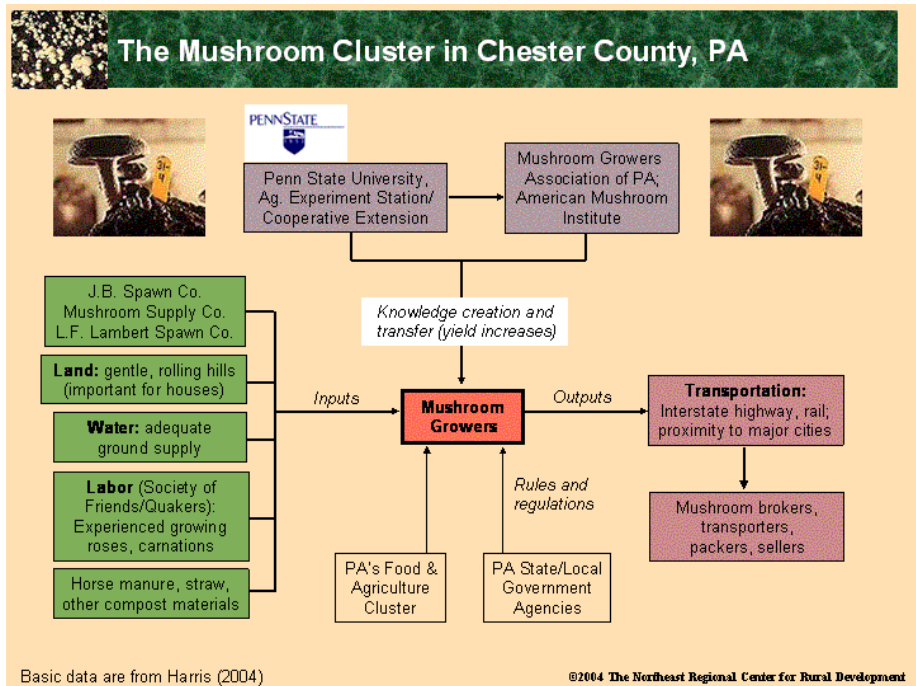 The Mushroom Cluster in Chester County, PA
PENNSTATE
Penn State University,
Ag. Experiment Station/
Cooperative Extension
Mushroom Growers
Association of PA;
American Mushroom
Institute
31-
4
31-
4
Knowledge creation and
transfer (yield increases)
J.B. Spawn Co.
Mushroom Supply Co.
L.F. Lambert Spawn Co.
Land: gentle, rolling hills
(important for houses)
Water: adequate
ground supply
Labor (Society of
Friends/Quakers):
Experienced growing
roses, carnations
Horse manure, straw,
other compost materials
Inputs
Mushroom
Growers
Outputs
Transportation:
Interstate highway, rail;
proximity to major cities
Mushroom brokers,
transporters,
packers, sellers
Rules and
regulations
PA's Food &
Agriculture
Cluster
PA State/Local
Government
Agencies
Basic data are from Harris (2004)
©2004 The Northeast Regional Center for Rural Development